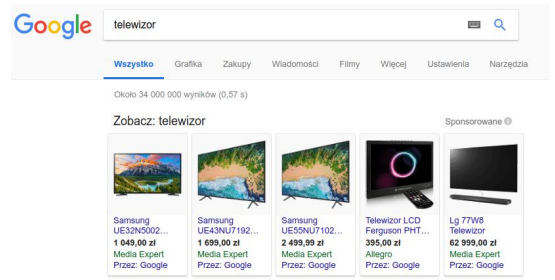 Google
telewizor
Wszystko Grafika Zakupy Wiadomości Filmy Więcej Ustawienia Narzędzia
Około 34 000 000 wyników (0,57 s)
Zobacz: telewizor
Sponsorowane
Samsung
UE32N5002...
1 049,00 zł
Media Expert
Przez: Google
Samsung
UE43NU7192...
1 699,00 zł
Media Expert
Przez: Google
Samsung
UE55NU7102...
2 499,99 zł
Media Expert
Przez: Google
Telewizor LCD
Ferguson PHT...
395,00 zł
Allegro
Przez: Google
Lg 77W8
Telewizor
62 999,00 zł
Media Expert
Przez: Google